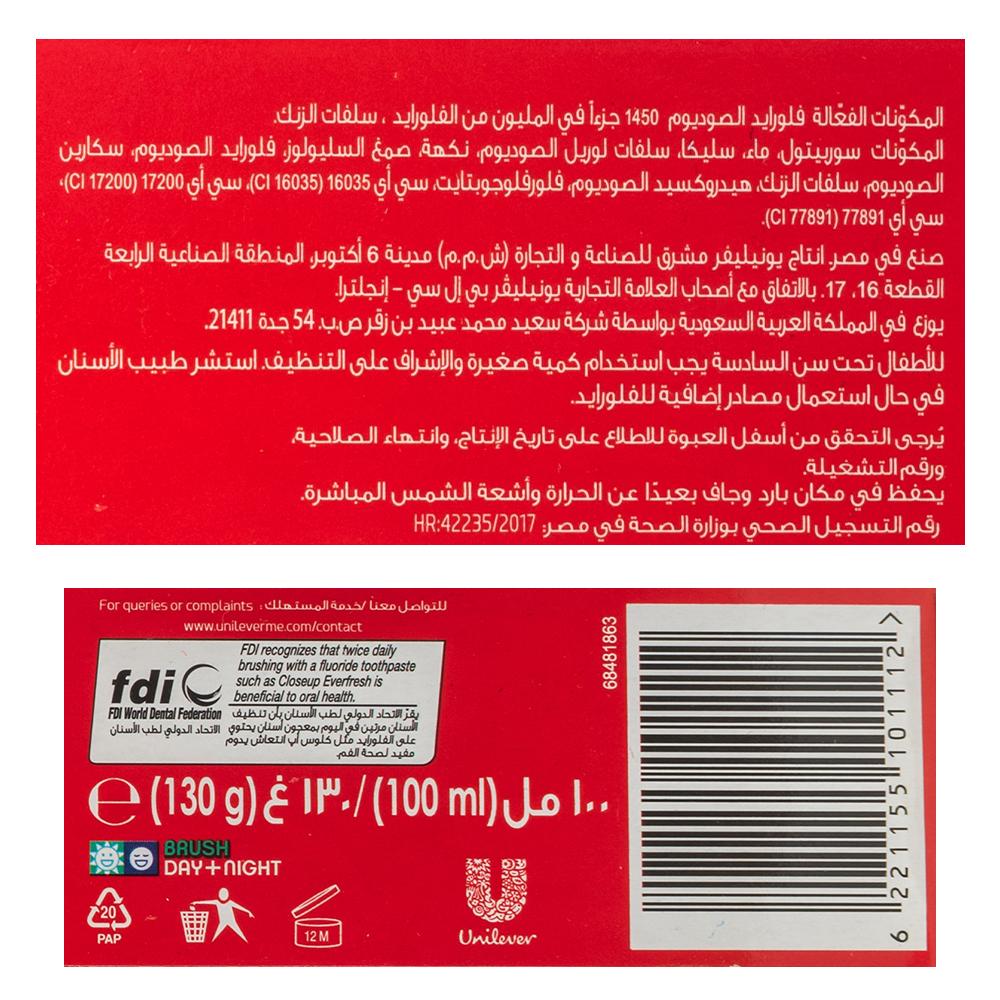 المكوّنات الفعّالة فلورايد الصوديوم 1450 جزءاً في المليون من الفلورايد ، سلفات الزنك.
المكوّنات سوربيتول، ماء، سليكا، سلفات لوريل الصوديوم، نكهة، صمغ السليولوز، فلورايد الصوديوم، سكارين
الصوديوم، سلفات الزنك، هيدروكسيد الصوديوم، فلورفلوجوبتايت، سي أي 16035 (CI 16035)، سي أي 17200 (CI 17200)،
سي أي 77891 (CI 77891).
صنع في مصر. انتاج يونيليفر مشرق للصناعة و التجارة (ش.م.م) مدينة 6 أكتوبر، المنطقة الصناعية الرابعة
القطعة 16، 17. بالاتفاق مع أصحاب العلامة التجارية يونيليفر بي إل سي – إنجلترا.
يوزع في المملكة العربية السعودية بواسطة شركة سعيد محمد عبيد بن زقر ص.ب. 54 جدة 21411.
للأطفال تحت سن السادسة يجب استخدام كمية صغيرة والإشراف على التنظيف. استشر طبيب الأسنان
في حال استعمال مصادر إضافية للفلورايد.
يُرجى التحقق من أسفل العبوة للاطلاع على تاريخ الإنتاج، وانتهاء الصلاحية،
ورقم التشغيلة.
يحفظ في مكان بارد وجاف بعيدًا عن الحرارة وأشعة الشمس المباشرة.
رقم التسجيل الصحي بوزارة الصحة في مصر: HR:42235/2017
For queries or complaints للتواصل معنا /خدمة المستهلك :
www.unileverme.com/contact
fdi
FDI World Dental Federation
الاتحاد الدولي لطب الأسنان
FDI recognizes that twice daily
brushing with a fluoride toothpaste
such as Closeup Everfresh is
beneficial to oral health.
يقرّ الاتحاد الدولي لطب الأسنان بأن تنظيف
الأسنان مرتين في اليوم بمعجون أسنان يحتوي
على الفلورايد مثل كلوس أب انتعاش يدوم
مفيد لصحة الفم.
١٠٠ مل (100 ml) / ١٣٠ غ (130 g) e
BRUSH
DAY+NIGHT
20
PAP
12 M
Unilever
68481863
6 221155 101112 >